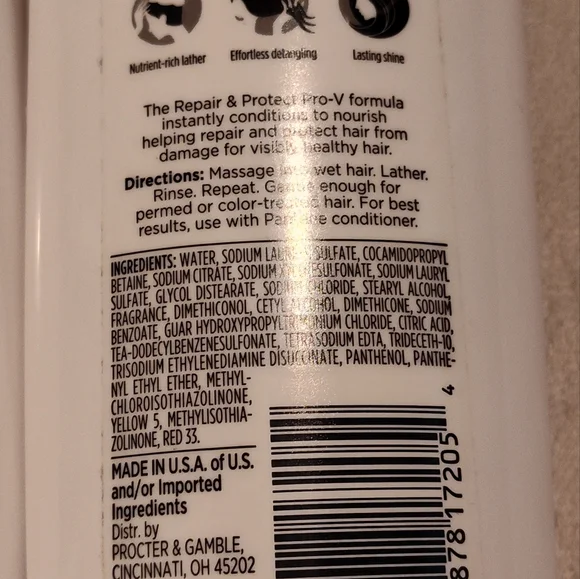 Nutrient-rich lather
Effortless detangling
Lasting shine
The Repair & Protect Pro-V formula
instantly conditions to nourish
helping repair and protect hair from
damage for visibly healthy hair.
Directions: Massage into wet hair. Lather.
Rinse. Repeat. Gentle enough for
permed or color-treated hair. For best
results, use with Pantene conditioner.
INGREDIENTS: WATER, SODIUM LAURETH SULFATE, COCAMIDOPROPYL
BETAINE, SODIUM CITRATE, SODIUM XYLENESULFONATE, SODIUM LAURYL
SULFATE, GLYCOL DISTEARATE, SODIUM CHLORIDE, STEARYL ALCOHOL,
FRAGRANCE, DIMETHICONOL, CETYL ALCOHOL, DIMETHICONE, SODIUM
BENZOATE, GUAR HYDROXYPROPYLTRIMONIUM CHLORIDE, CITRIC ACID,
TEA-DODECYLBENZENESULFONATE, TETRASODIUM EDTA, TRIDECETH-10,
TRISODIUM ETHYLENEDIAMINE DISUCCINATE, PANTHENOL, PANTHE-
NYL ETHYL ETHER, METHYL-
CHLOROISOTHIAZOLINONE,
YELLOW 5, METHYLISOTHIA-
ZOLINONE, RED 33.
MADE IN U.S.A. of U.S.
and/or Imported
Ingredients
Distr. by
PROCTER & GAMBLE,
CINCINNATI, OH 45202
878 17205 4